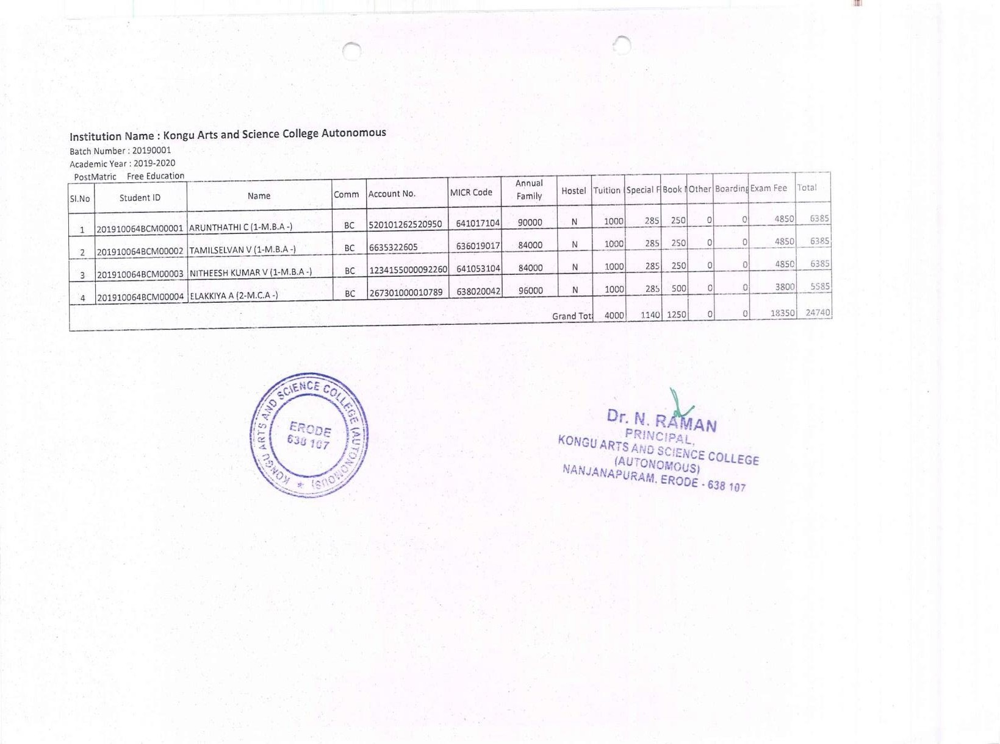 Institution Name : Kongu Arts and Science College Autonomous
Batch Number : 20190001
Academic Year : 2019-2020
PostMatric Free Education
Sl.No Student ID Name Comm Account No. MICR Code Annual Family Hostel Tuition Special F Book Other Boarding Exam Fee Total
1 201910064BCM00001 ARUNTHATHI C (1-M.B.A -) BC 520101262520950 641017104 90000 N 1000 285 250 0 0 4850 6385
2 201910064BCM00002 TAMILSELVAN V (1-M.B.A -) BC 6635322605 636019017 84000 N 1000 285 250 0 0 4850 6385
3 201910064BCM00003 NITHEESH KUMAR V (1-M.B.A -) BC 1234155000092260 641053104 84000 N 1000 285 250 0 0 4850 6385
4 201910064BCM00004 ELAKKIYA A (2-M.C.A -) BC 267301000010789 638020042 96000 N 1000 285 500 0 0 3800 5585
Grand Tot 4000 1140 1250 0 0 18350 24740
KONGU ARTS AND SCIENCE COLLEGE (AUTONOMOUS) *
ERODE
638 107
Dr. N. RAMAN
PRINCIPAL,
KONGU ARTS AND SCIENCE COLLEGE
(AUTONOMOUS)
NANJANAPURAM, ERODE - 638 107